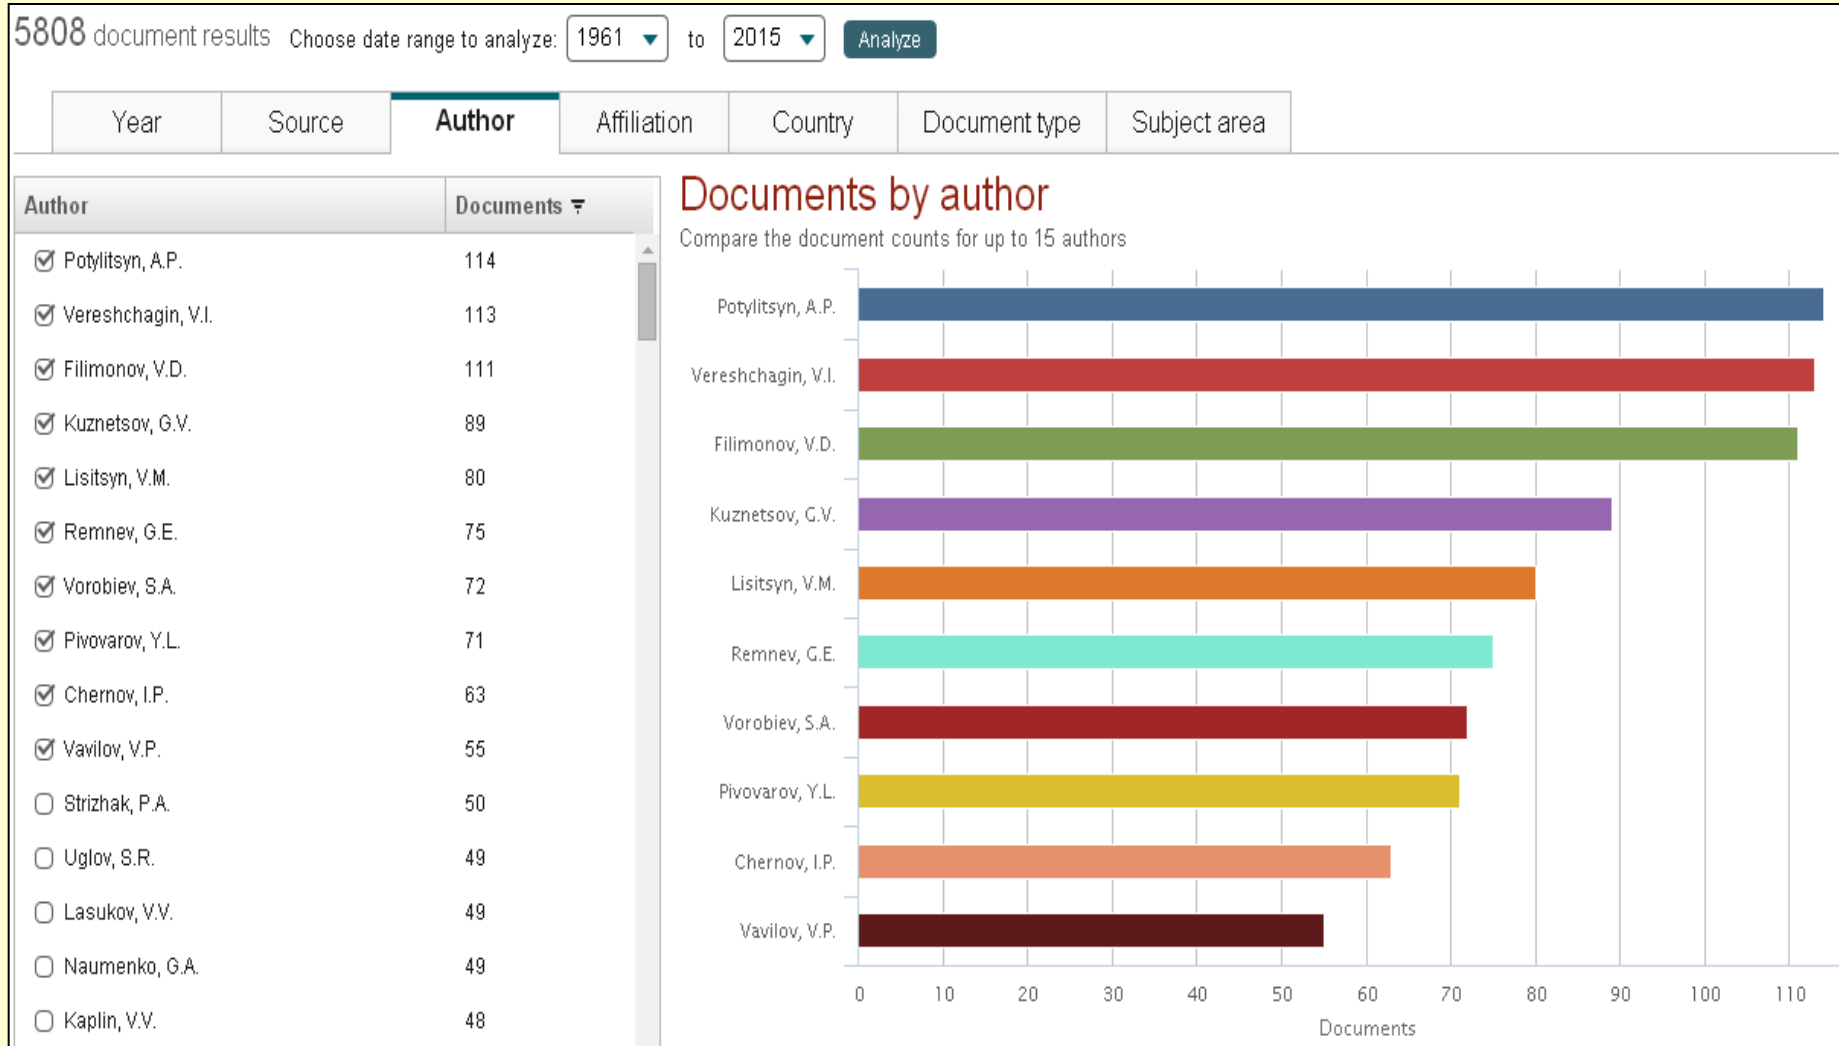 5808 document results Choose date range to analyze: 1961 to 2015 Analyze
Year Source Author Affiliation Country Document type Subject area
Author Documents
Potylitsyn, A.P. 114
Vereshchagin, V.I. 113
Filimonov, V.D. 111
Kuznetsov, G.V. 89
Lisitsyn, V.M. 80
Remnev, G.E. 75
Vorobiev, S.A. 72
Pivovarov, Y.L. 71
Chernov, I.P. 63
Vavilov, V.P. 55
Strizhak, P.A. 50
Uglov, S.R. 49
Lasukov, V.V. 49
Naumenko, G.A. 49
Kaplin, V.V. 48
Documents by author
Compare the document counts for up to 15 authors
Potylitsyn, A.P.
Vereshchagin, V.I.
Filimonov, V.D.
Kuznetsov, G.V.
Lisitsyn, V.M.
Remnev, G.E.
Vorobiev, S.A.
Pivovarov, Y.L.
Chernov, I.P.
Vavilov, V.P.
0 10 20 30 40 50 60 70 80 90 100 110
Documents